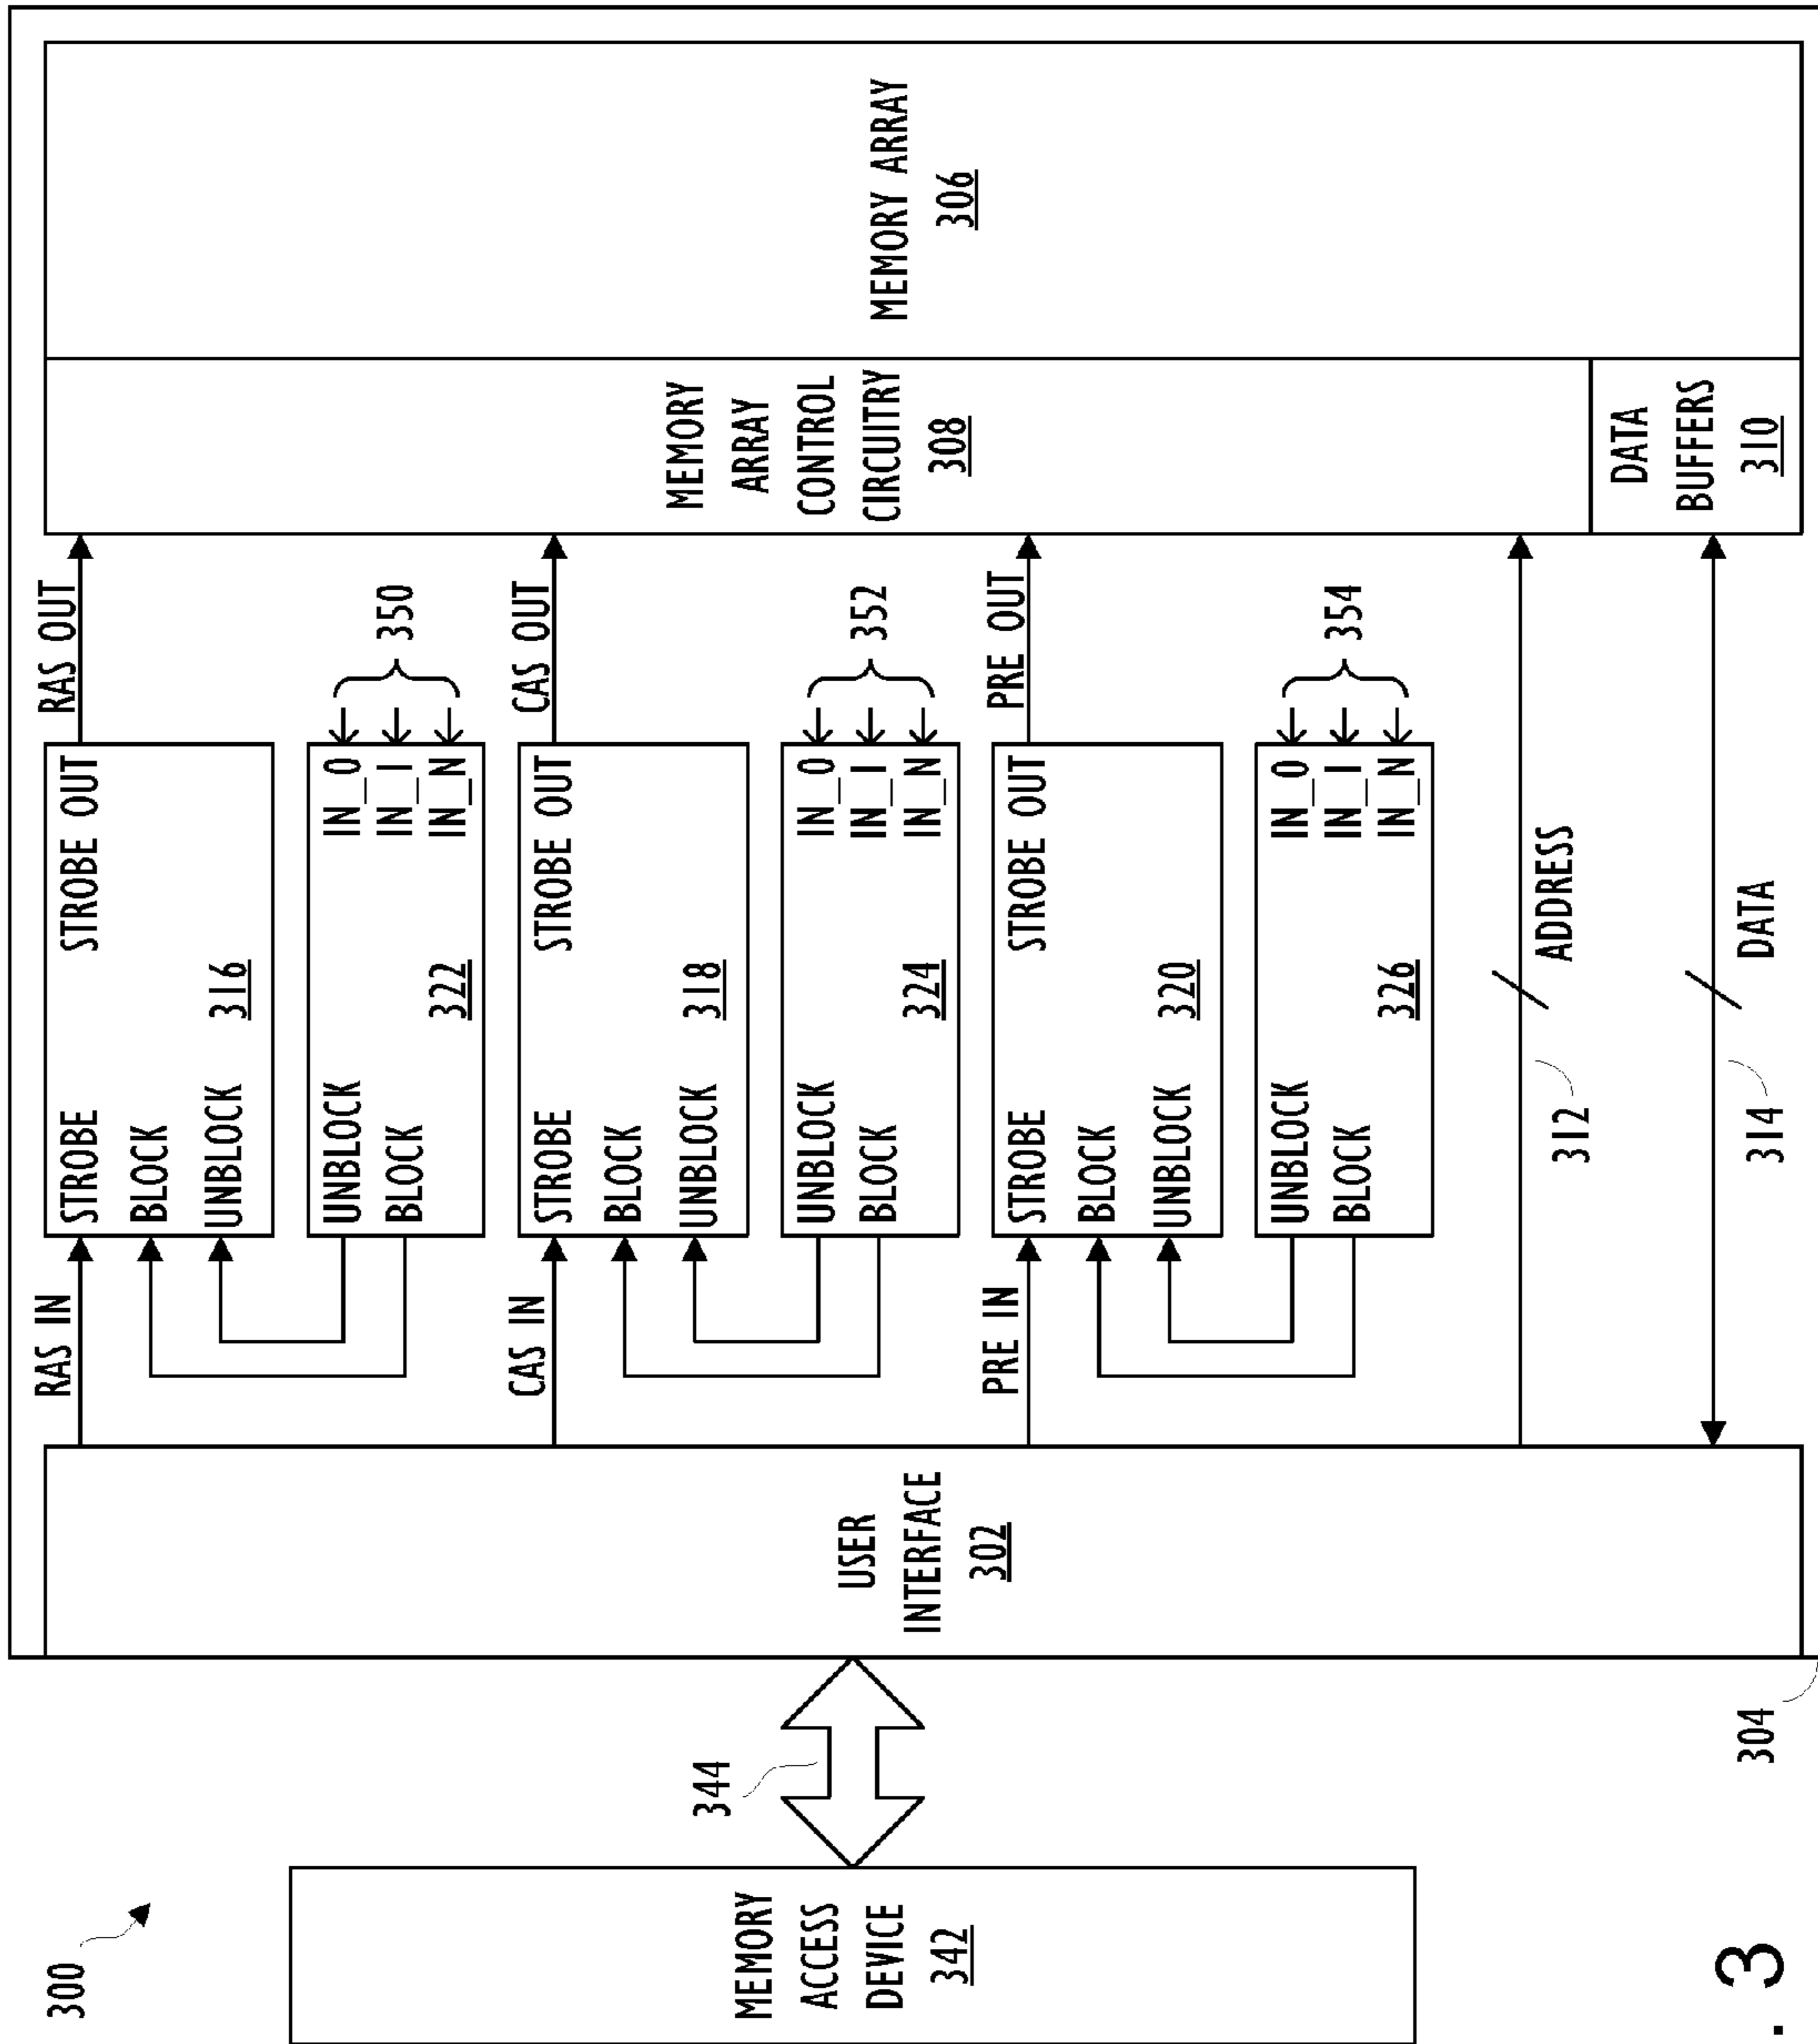 300
MEMORY
ACCESS
DEVICE
342
344
304
USER
INTERFACE
302
RAS IN
STROBE
STROBE OUT
BLOCK
UNBLOCK
316
RAS OUT
UNBLOCK
BLOCK
322
IN_0
IN_1
IN_N
350
CAS IN
STROBE
STROBE OUT
BLOCK
UNBLOCK
318
CAS OUT
UNBLOCK
BLOCK
324
IN_0
IN_1
IN_N
352
PRE IN
STROBE
STROBE OUT
BLOCK
UNBLOCK
320
PRE OUT
UNBLOCK
BLOCK
326
IN_0
IN_1
IN_N
354
312
ADDRESS
314
DATA
MEMORY
ARRAY
CONTROL
CIRCUITRY
308
DATA
BUFFERS
310
MEMORY ARRAY
306
. 3